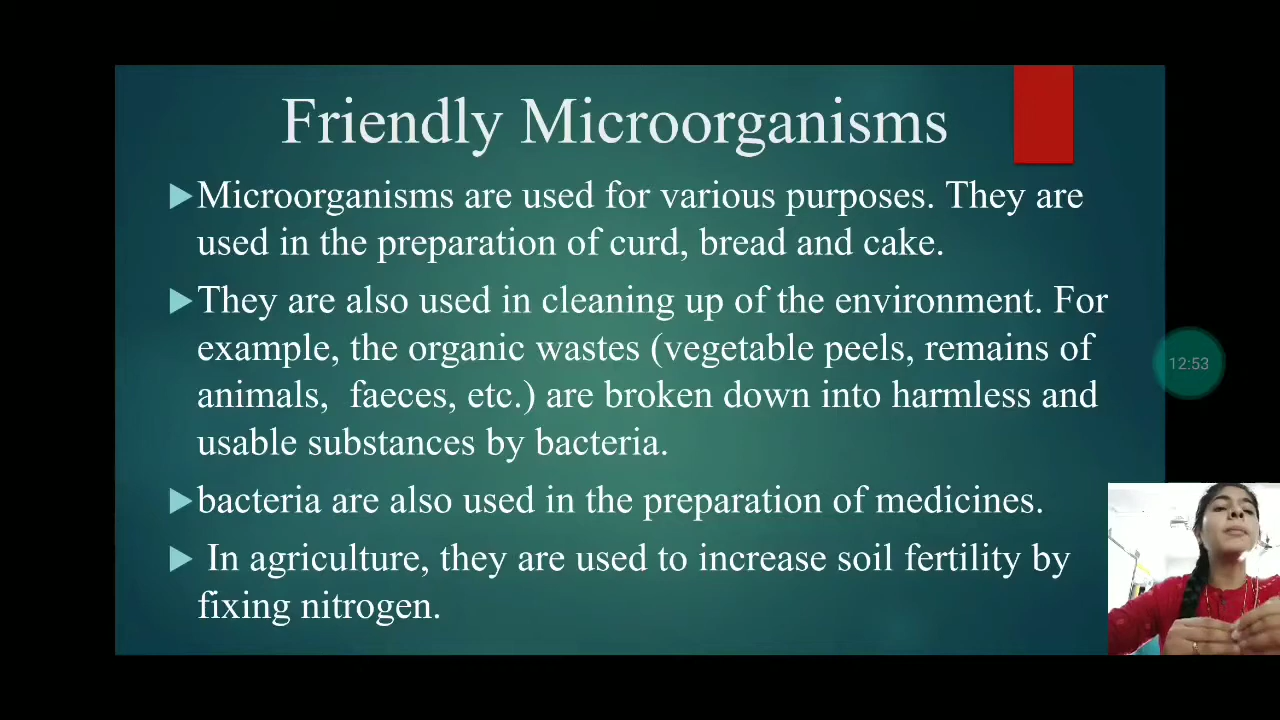 Friendly Microorganisms
Microorganisms are used for various purposes. They are
used in the preparation of curd, bread and cake.
They are also used in cleaning up of the environment. For
example, the organic wastes (vegetable peels, remains of
animals,  faeces, etc.) are broken down into harmless and
usable substances by bacteria.
12:53
bacteria are also used in the preparation of medicines.
In agriculture, they are used to increase soil fertility by
fixing nitrogen.